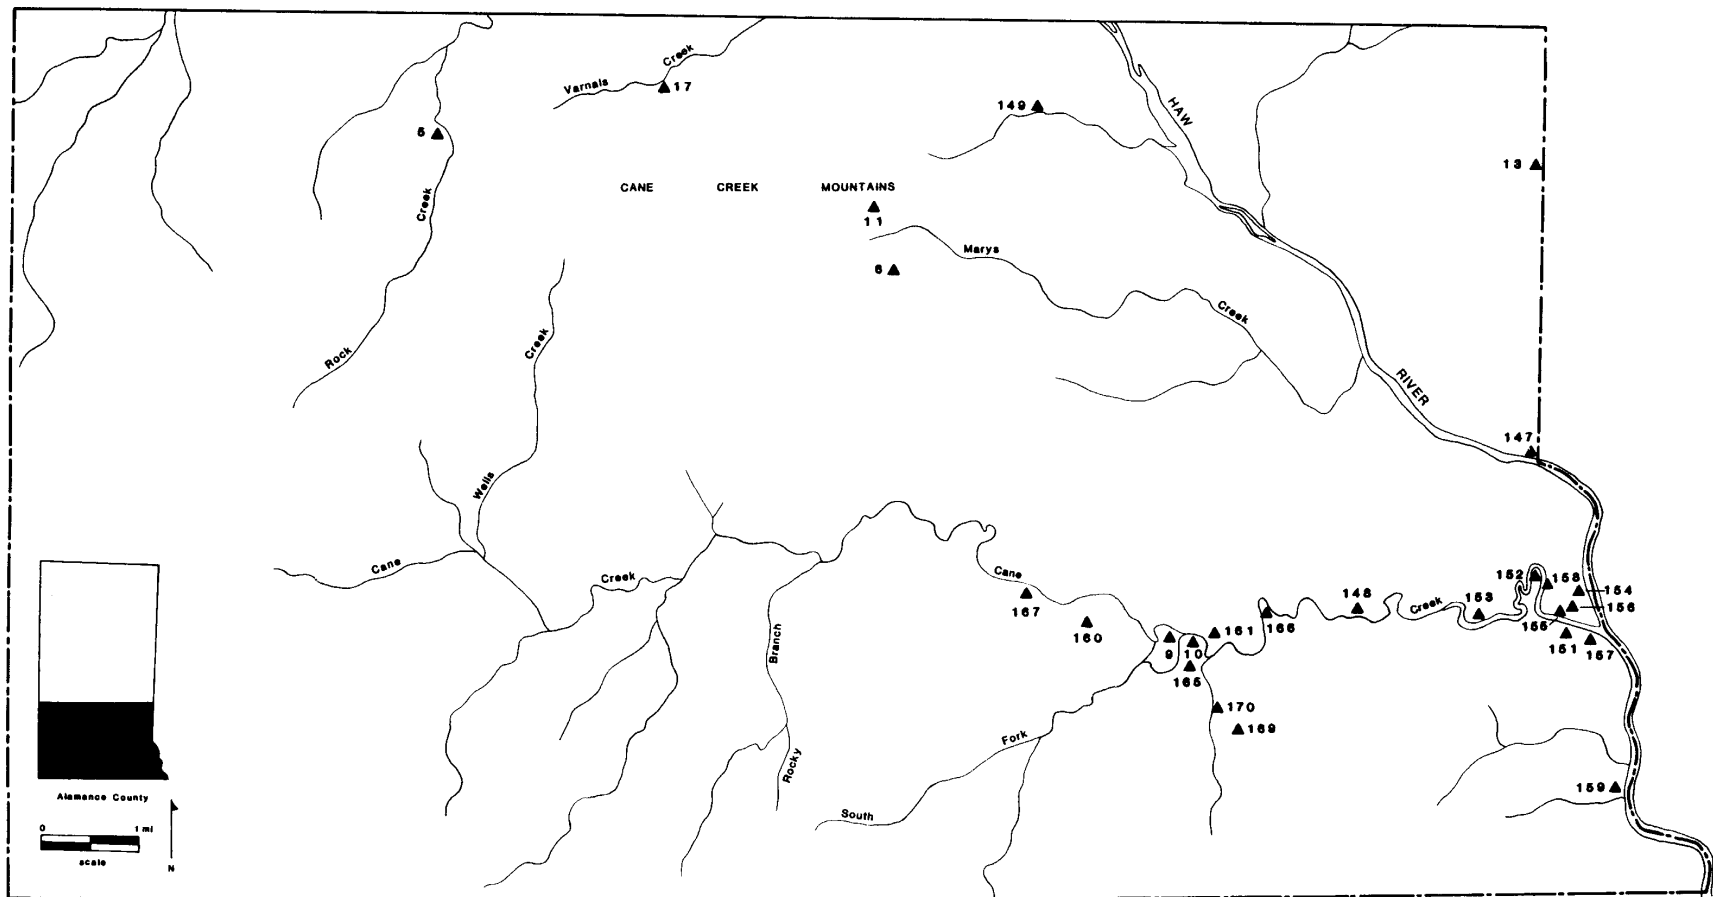 Varnals Creek
17
5
149
HAW
13
CANE CREEK MOUNTAINS
11
Creek
Marys
6
Creek
Rock
Creek
RIVER
147
Wells
Cane
Creek
Cane
167
160
9
10
161
166
148
Creek
153
152
158
154
156
155
151
157
165
170
169
Branch
Rocky
Fork
South
159
Alamance County
0 1 mi
scale
N